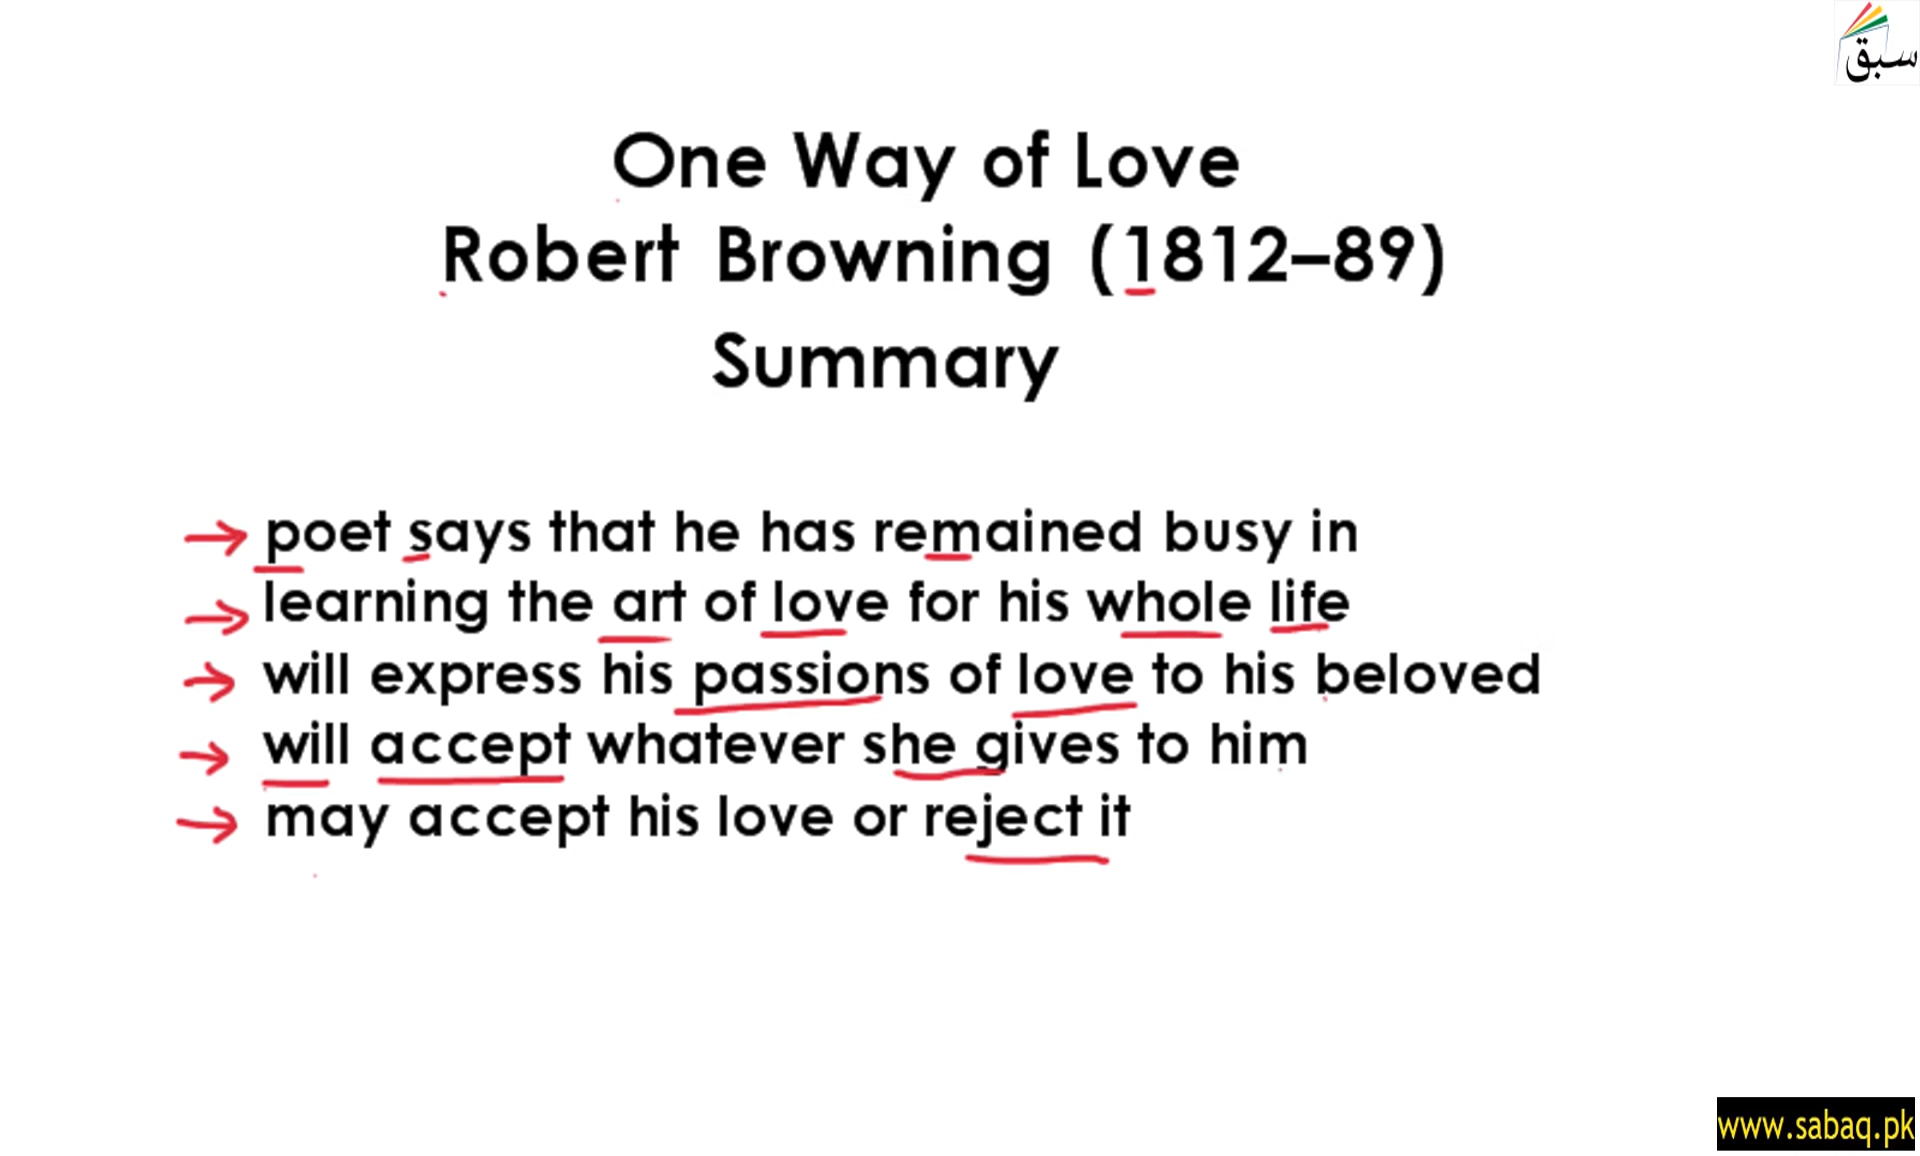 سبق
One Way of Love
Robert Browning (1812–89)
Summary
→ poet says that he has remained busy in
→ learning the art of love for his whole life
→ will express his passions of love to his beloved
→ will accept whatever she gives to him
→ may accept his love or reject it
www.sabaq.pk